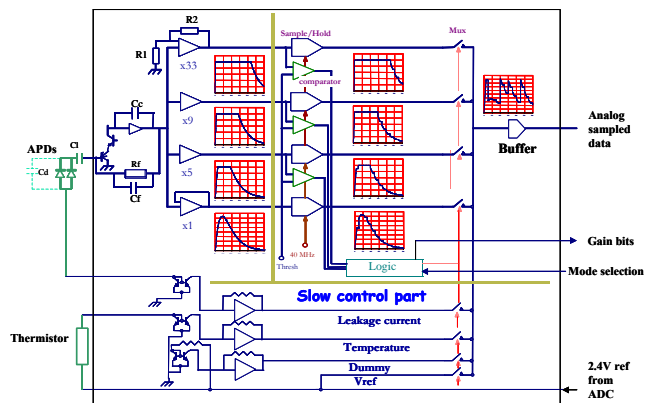 R2
R1
x33
Sample/Hold
Mux
comparator
Cc
x9
Analog
sampled
data
Buffer
APDs
Cl
Cd
Rf
Cf
x5
x1
40 MHz
Thresh
Logic
Gain bits
Mode selection
Slow control part
Leakage current
Thermistor
Temperature
Dummy
Vref
2.4V ref
from
ADC